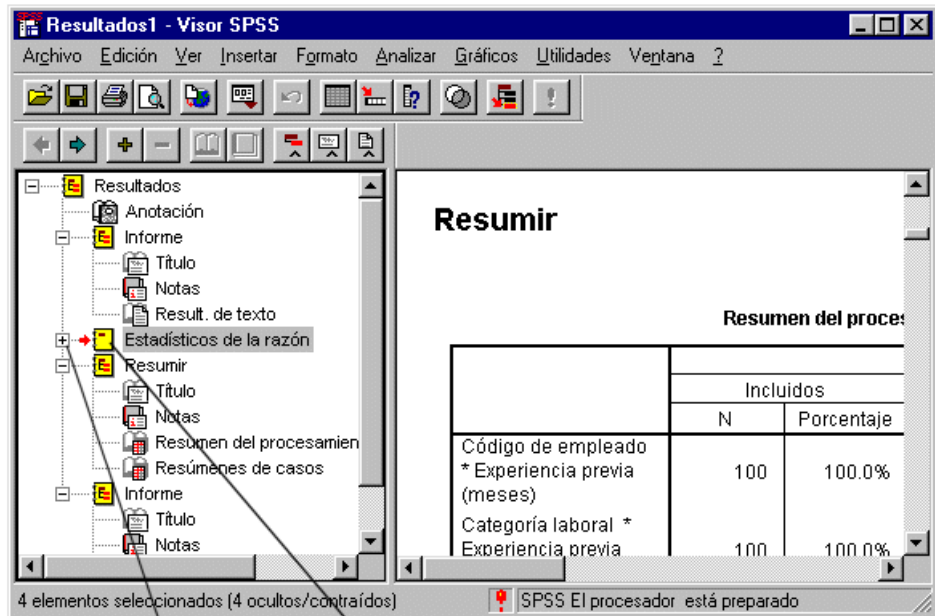 Resultados1 - Visor SPSS
Archivo Edición Ver Insertar Formato Analizar Gráficos Utilidades Ventana ?
Resultados
Anotación
Informe
Título
Notas
Result. de texto
Estadísticos de la razón
Resumir
Título
Notas
Resumen del procesamien
Resúmenes de casos
Informe
Título
Notas
Resumir
Resumen del proces
Incluidos
N Porcentaje
Código de empleado
* Experiencia previa 100 100.0%
(meses)
Categoría laboral *
Experiencia previa 100 100.0%
4 elementos seleccionados (4 ocultos/contraídos) SPSS El procesador está preparado